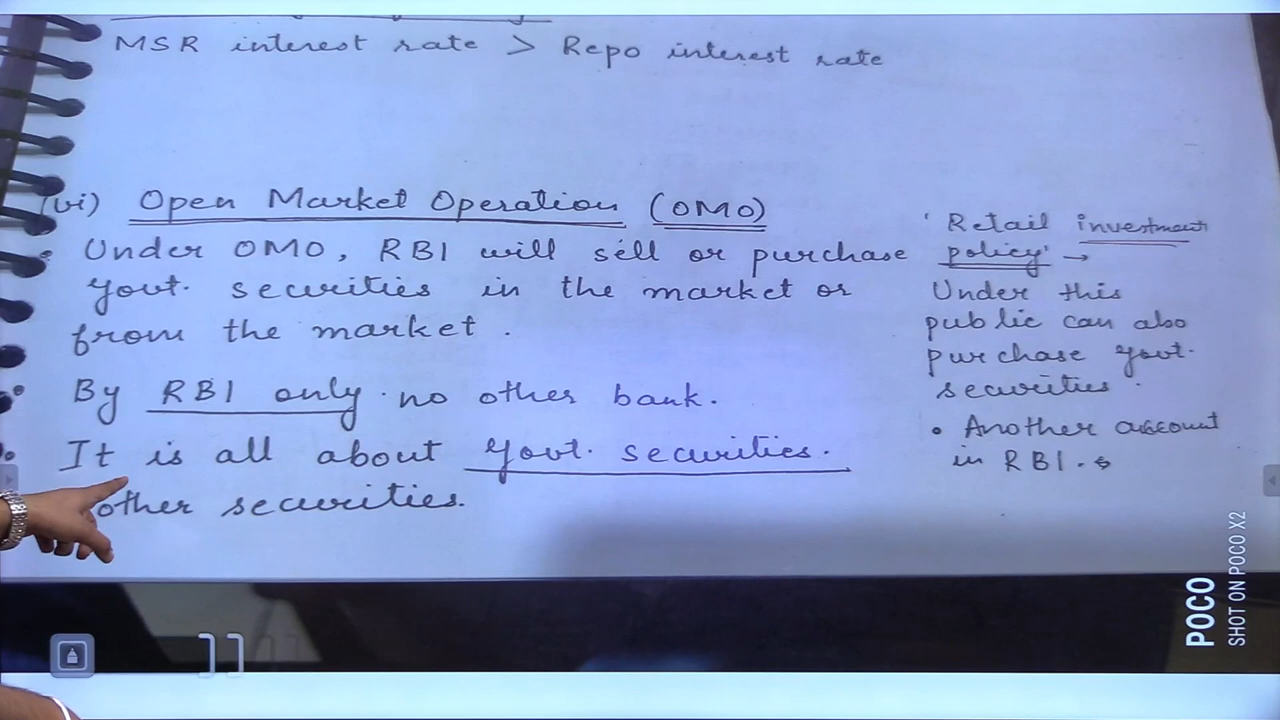 MSR interest rate > Repo interest rate
(vi) Open Market Operation (OMO)
• Under OMO, RBI will sell or purchase
govt. securities in the market or
from the market.
• By RBI only no other bank.
• It is all about govt. securities.
other securities.
'Retail investment
policy' →
Under this
public can also
purchase govt.
securities.
• Another account
in RBI.
POCO
SHOT ON POCO X2